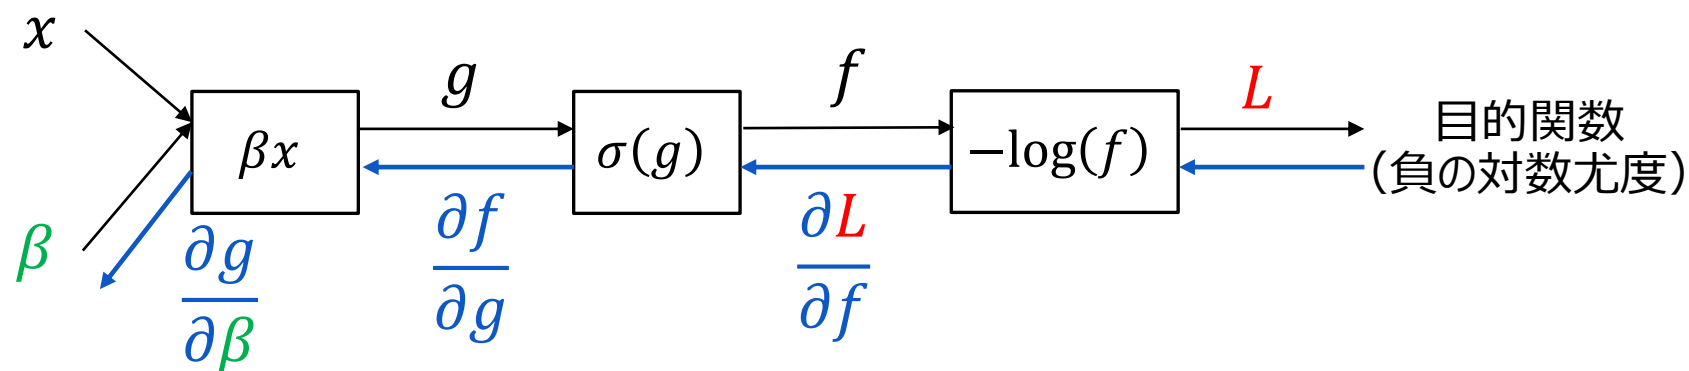 x
g
f
L
βx
σ(g)
−log(f)
目的関数
(負の対数尤度)
β
∂g
∂β
∂f
∂g
∂L
∂f